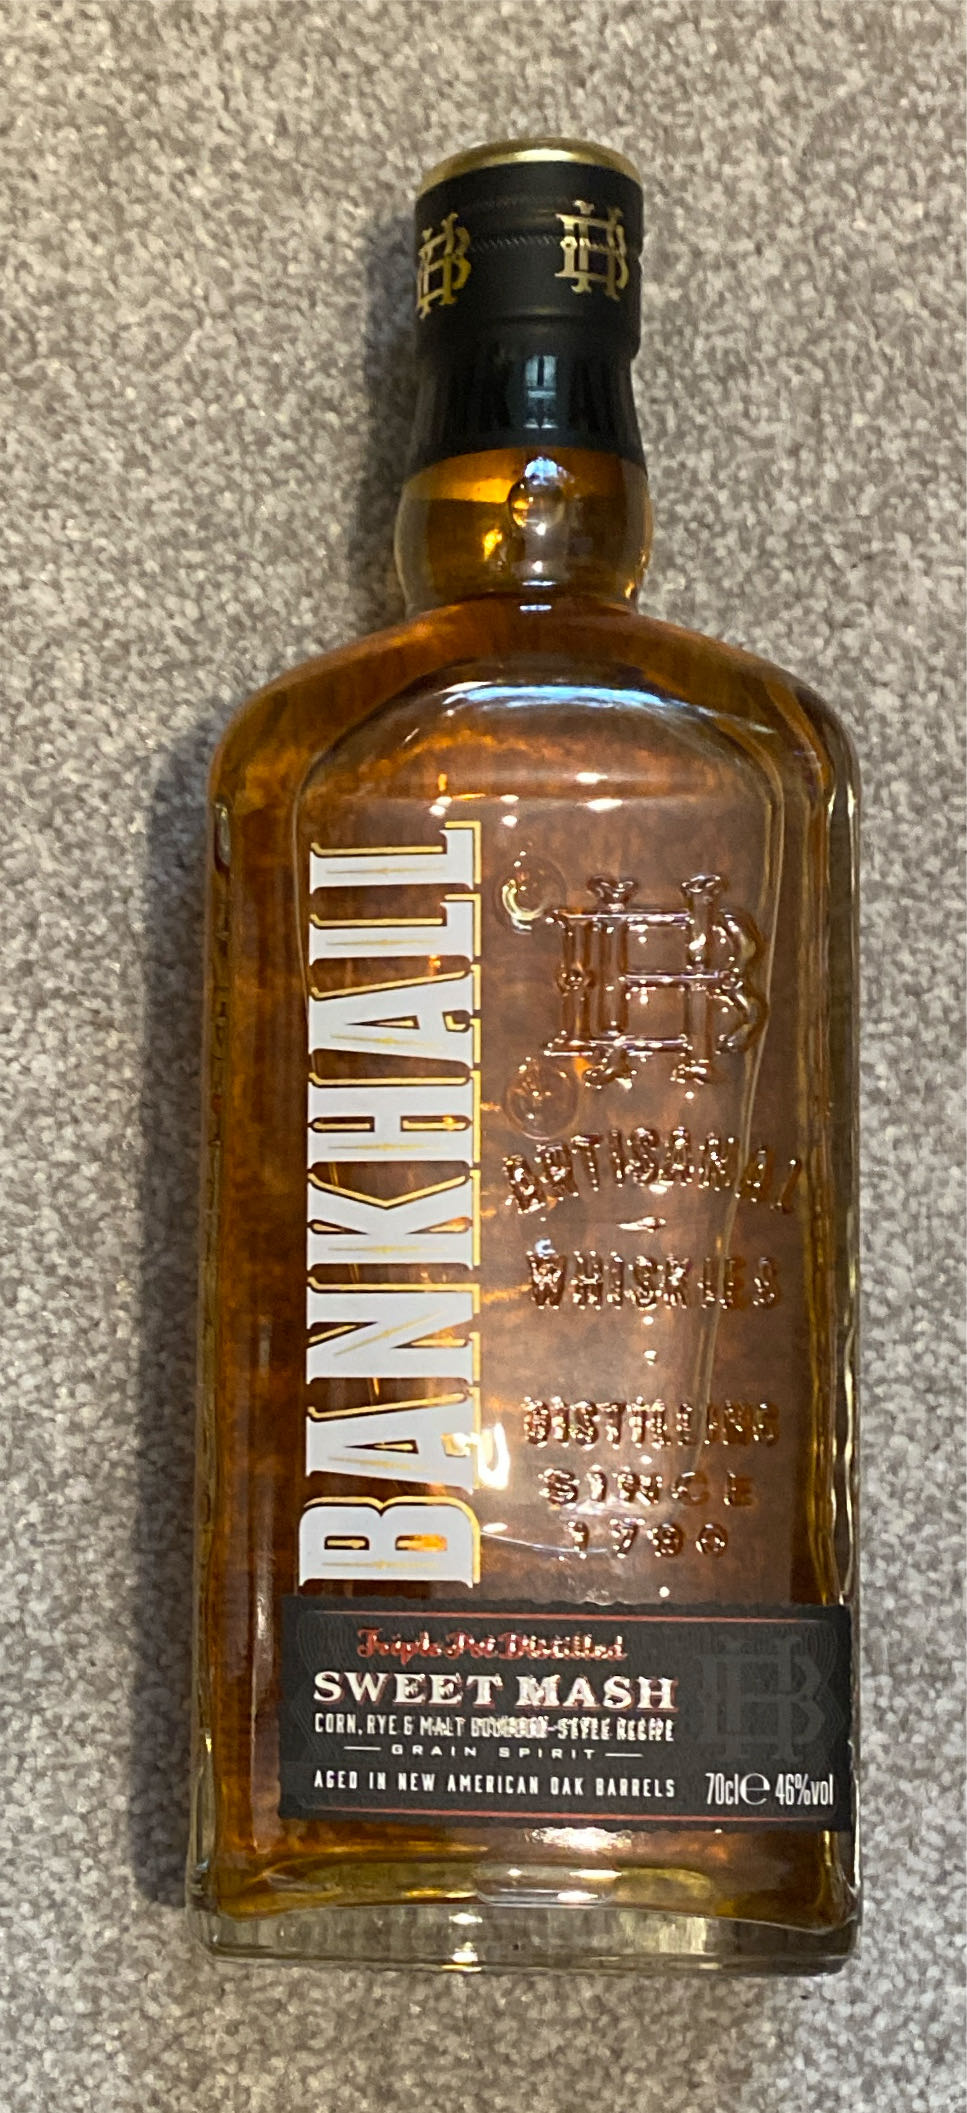 BANKHALL
ARTISANAL
WHISKIES
DISTILLING
SINCE
1790
Triple Pot Distilled
SWEET MASH
CORN, RYE & MALT BOURBON-STYLE RECIPE
GRAIN SPIRIT
AGED IN NEW AMERICAN OAK BARRELS
70cl℮ 46%vol